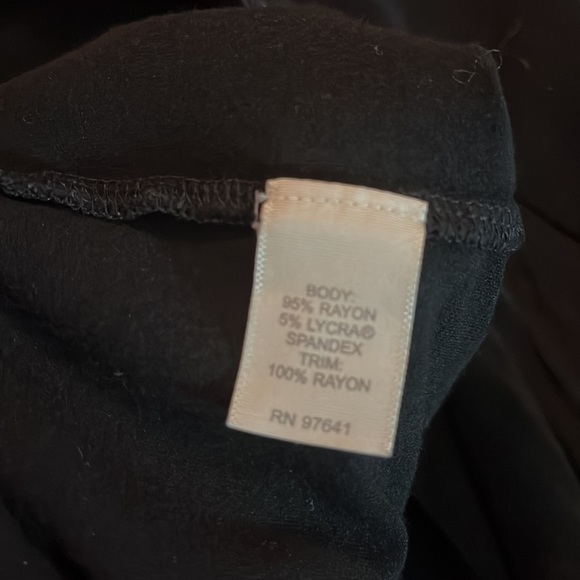 BODY:
95% RAYON
5% LYCRA®
SPANDEX
TRIM:
100% RAYON
RN 97641